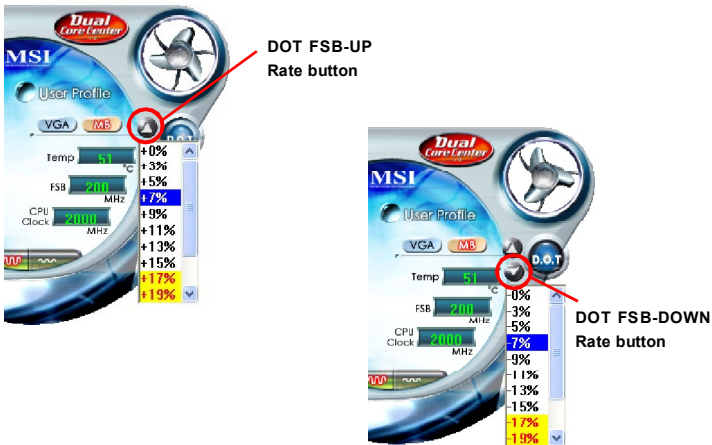 Dual
Core Center
MSI
User Profile
VGA MB
D.O.T
Temp 51 °C
FSB 200 MHz
CPU Clock 2000 MHz
+0%
+3%
+5%
+7%
+9%
+11%
+13%
+15%
+17%
+19%
DOT FSB-UP
Rate button
Dual
Core Center
MSI
User Profile
VGA MB
D.O.T
Temp 51 °C
FSB 200 MHz
CPU Clock 2000 MHz
-0%
-3%
-5%
-7%
-9%
-11%
-13%
-15%
-17%
-19%
DOT FSB-DOWN
Rate button